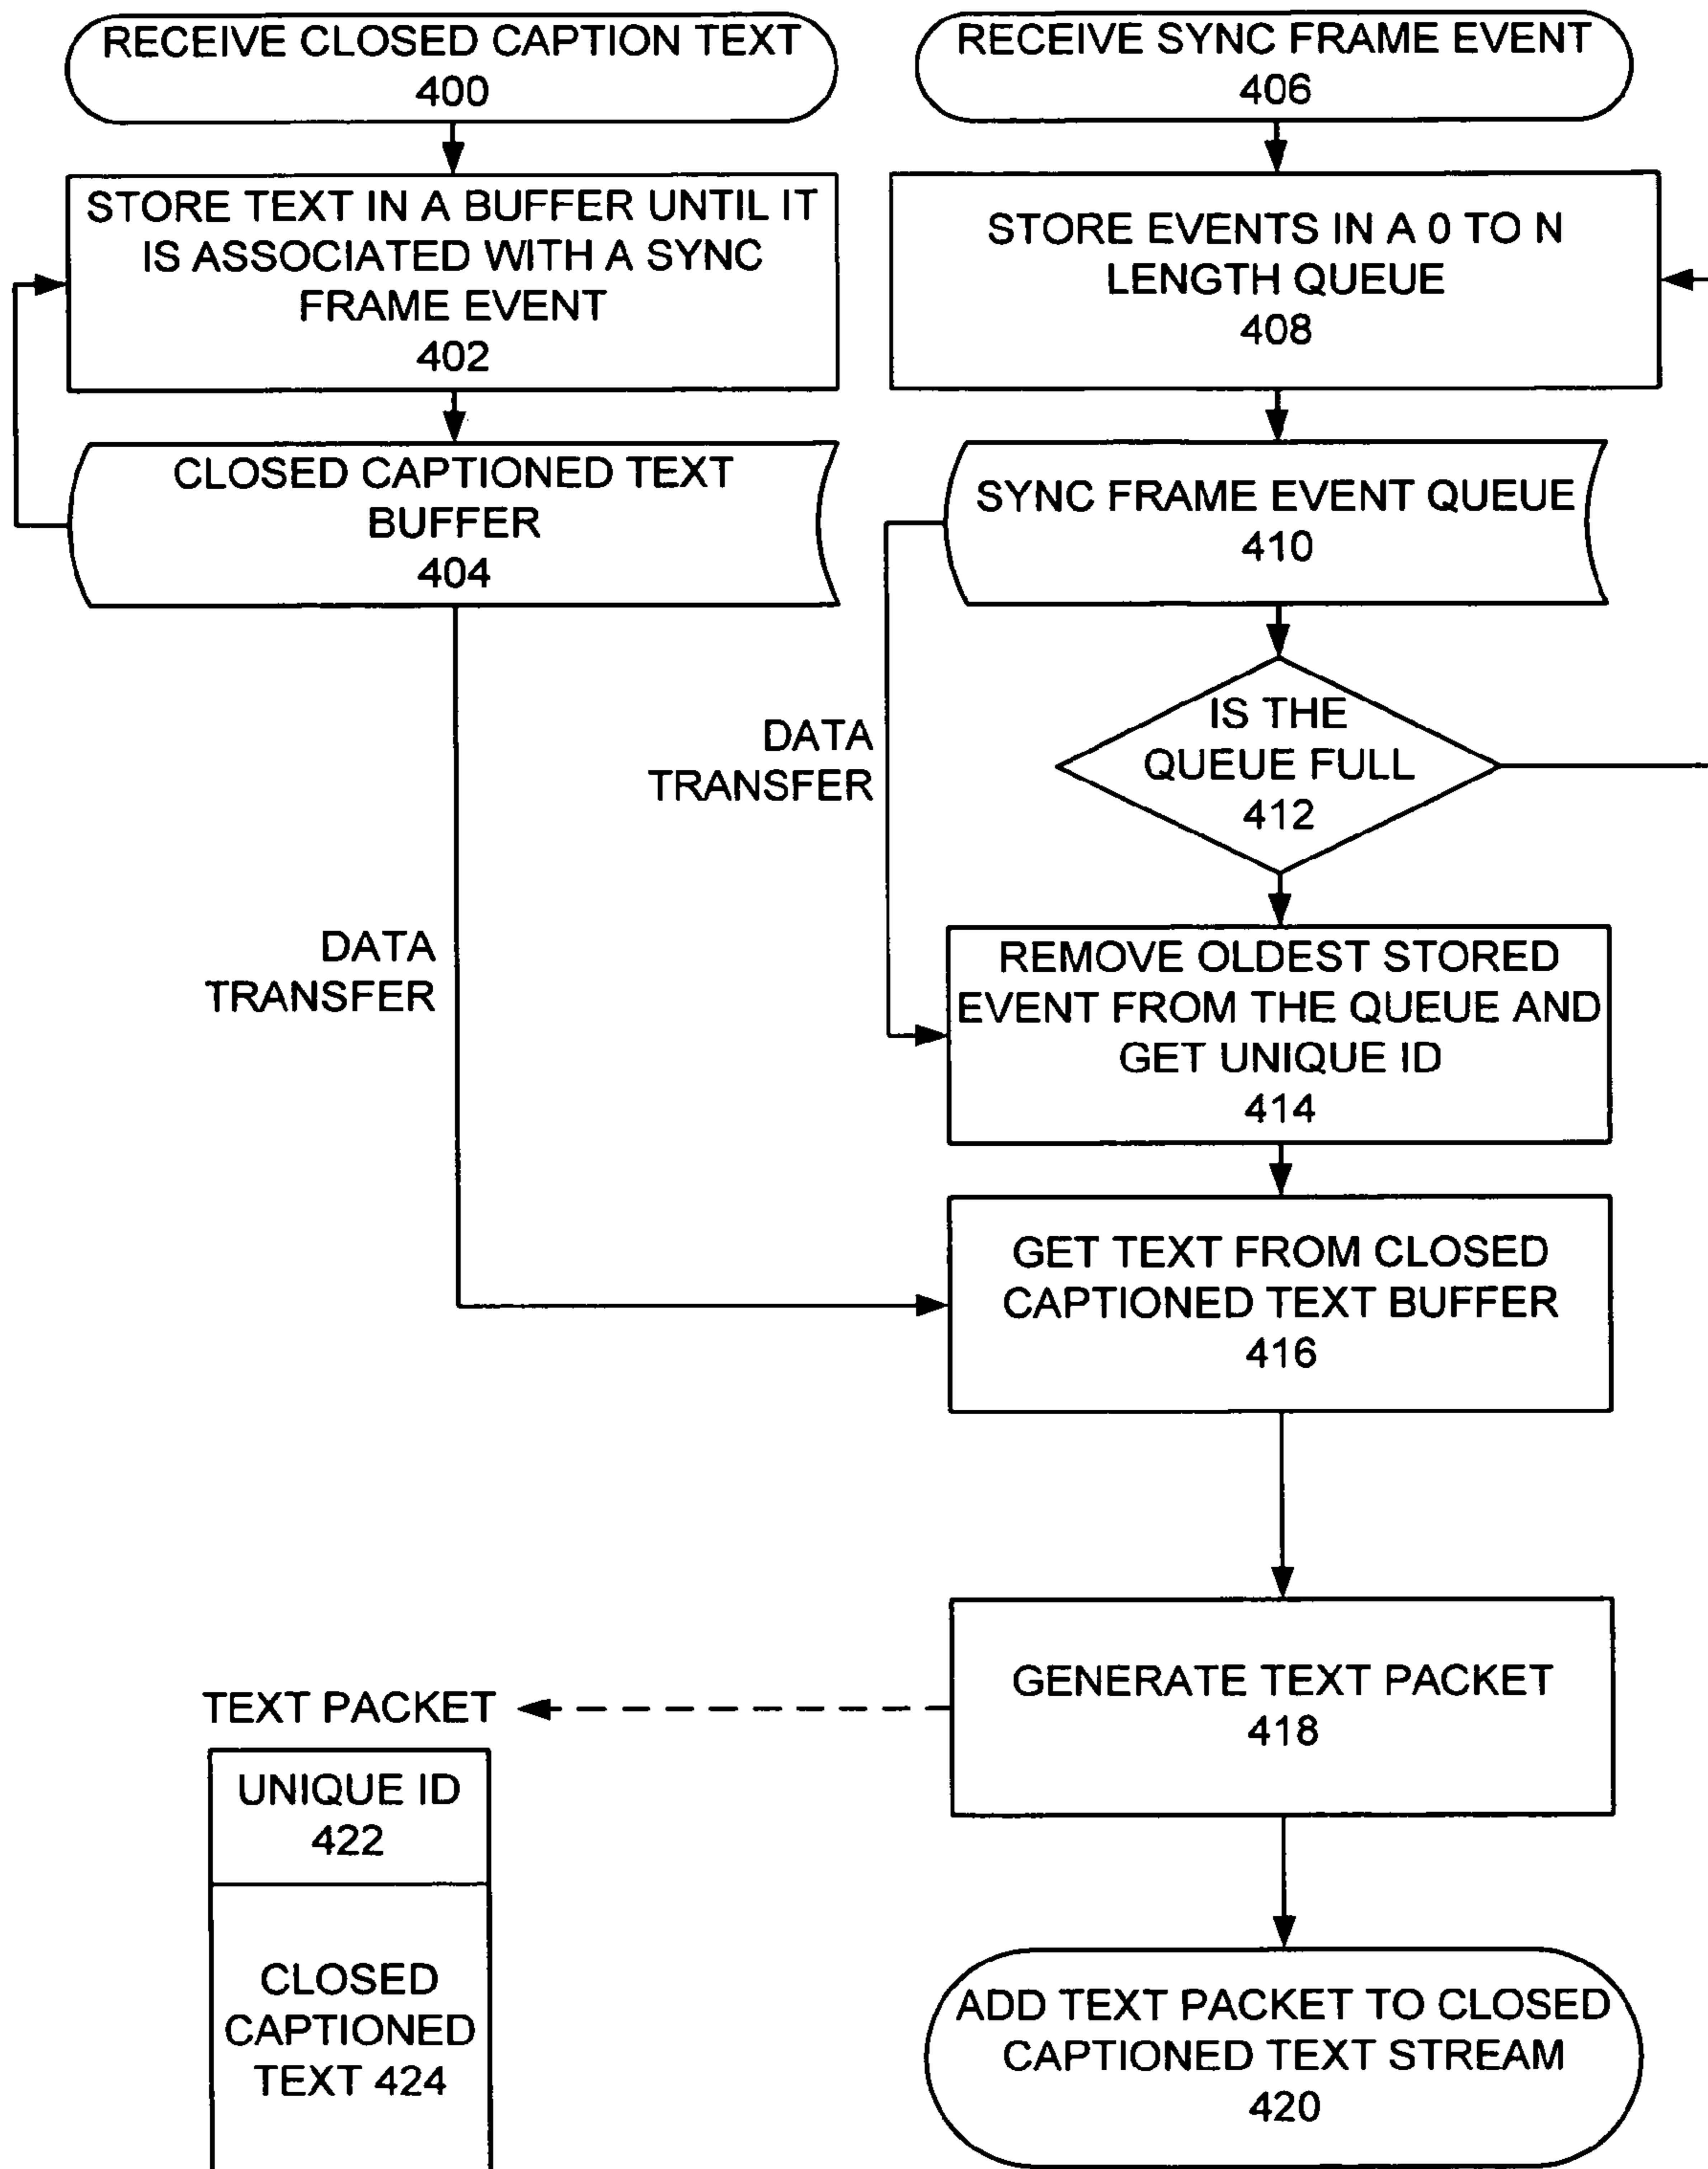 RECEIVE CLOSED CAPTION TEXT
400
STORE TEXT IN A BUFFER UNTIL IT
IS ASSOCIATED WITH A SYNC
FRAME EVENT
402
CLOSED CAPTIONED TEXT
BUFFER
404
DATA
TRANSFER
RECEIVE SYNC FRAME EVENT
406
STORE EVENTS IN A 0 TO N
LENGTH QUEUE
408
SYNC FRAME EVENT QUEUE
410
DATA
TRANSFER
IS THE
QUEUE FULL
412
REMOVE OLDEST STORED
EVENT FROM THE QUEUE AND
GET UNIQUE ID
414
GET TEXT FROM CLOSED
CAPTIONED TEXT BUFFER
416
GENERATE TEXT PACKET
418
TEXT PACKET
UNIQUE ID
422
CLOSED
CAPTIONED
TEXT 424
ADD TEXT PACKET TO CLOSED
CAPTIONED TEXT STREAM
420